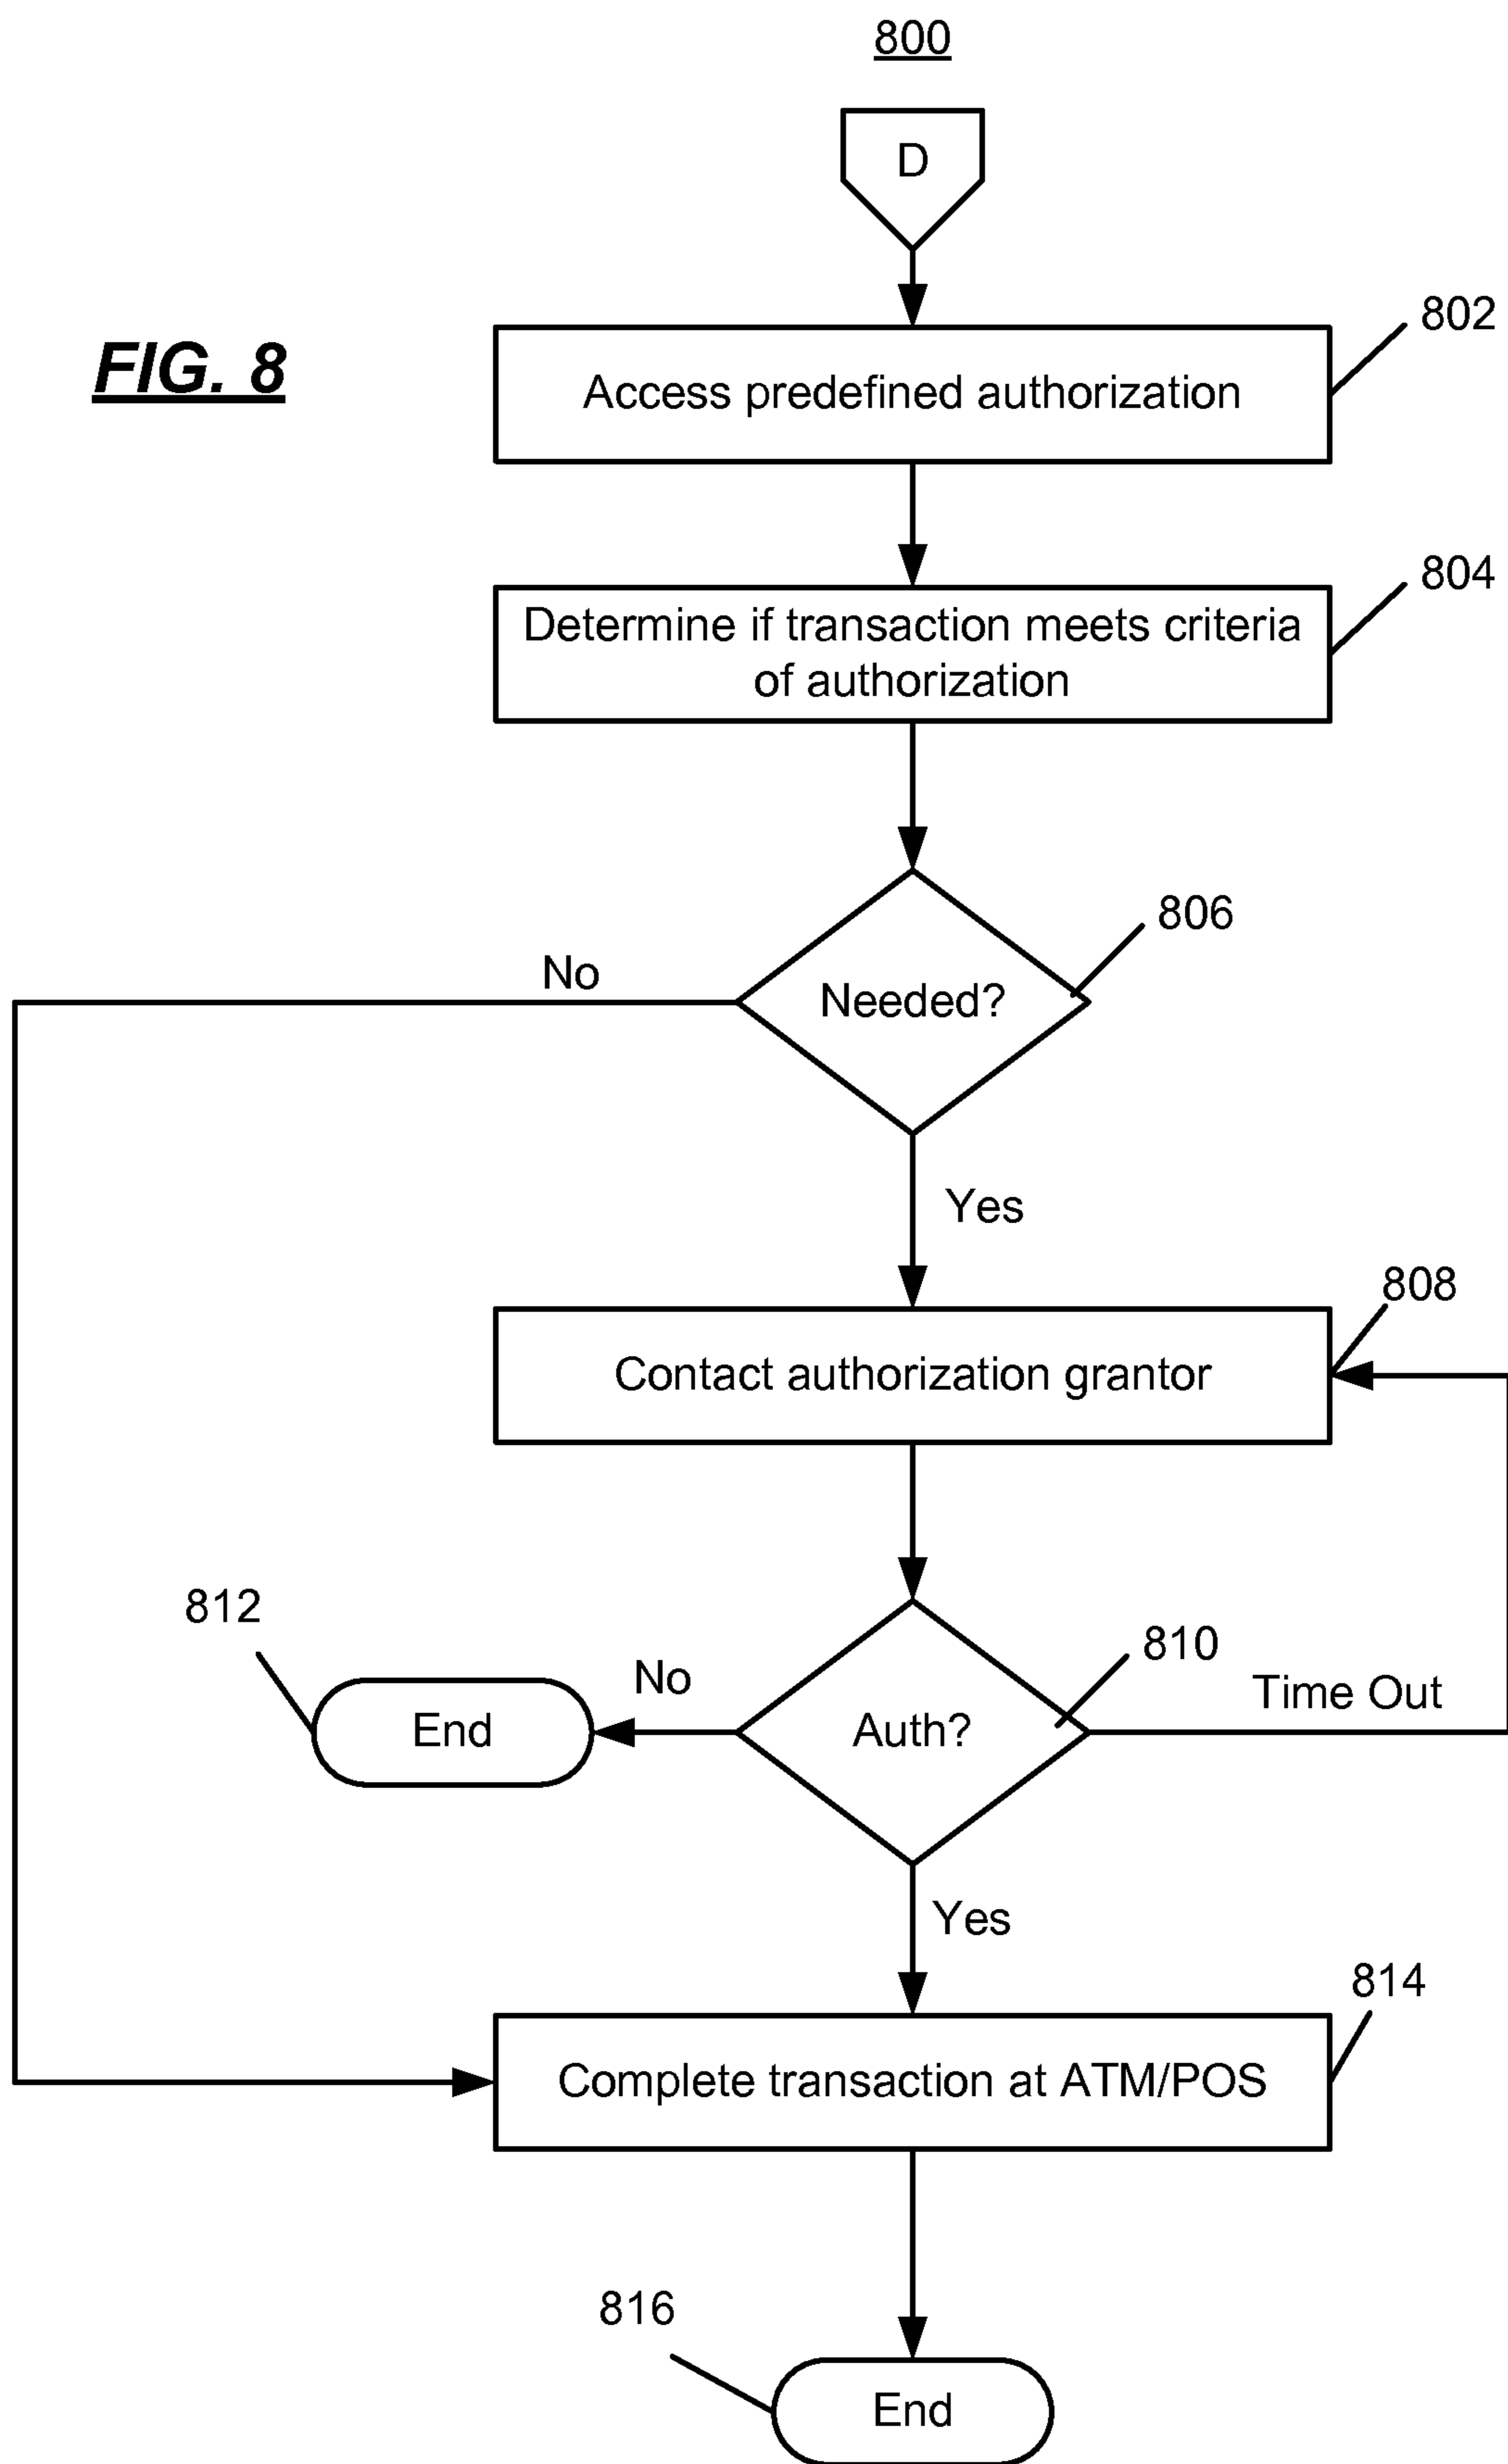 800
D
FIG. 8
802
Access predefined authorization
804
Determine if transaction meets criteria
of authorization
806
No
Needed?
Yes
808
Contact authorization grantor
812
810
No
Time Out
End
Auth?
Yes
814
Complete transaction at ATM/POS
816
End